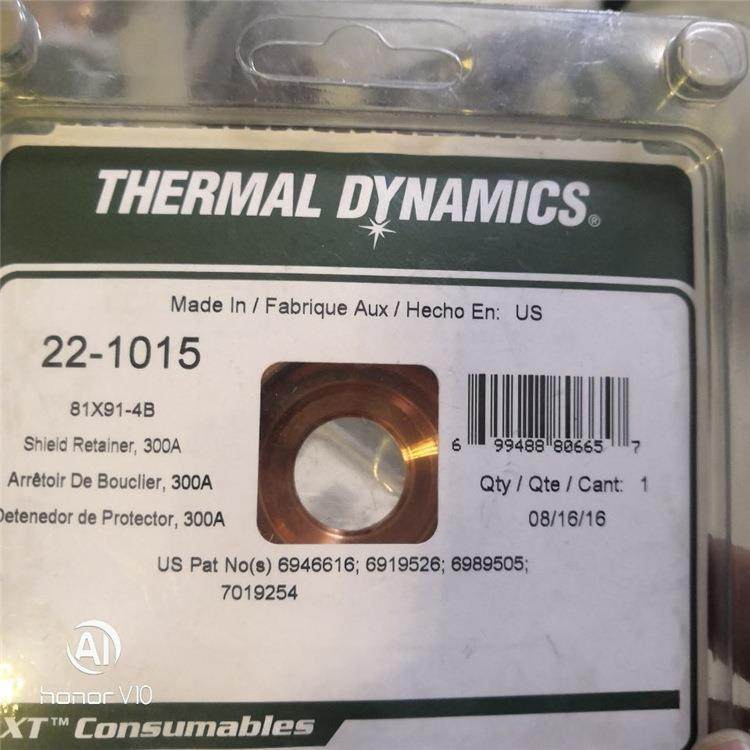 THERMAL DYNAMICS®
Made In / Fabrique Aux / Hecho En: US
22-1015
81X91-4B
Shield Retainer, 300A
Arrêtoir De Bouclier, 300A
Detenedor de Protector, 300A
6 99488 80665 7
Qty / Qte / Cant: 1
08/16/16
US Pat No(s) 6946616; 6919526; 6989505;
7019254
AI
honor V10
XT™ Consumables